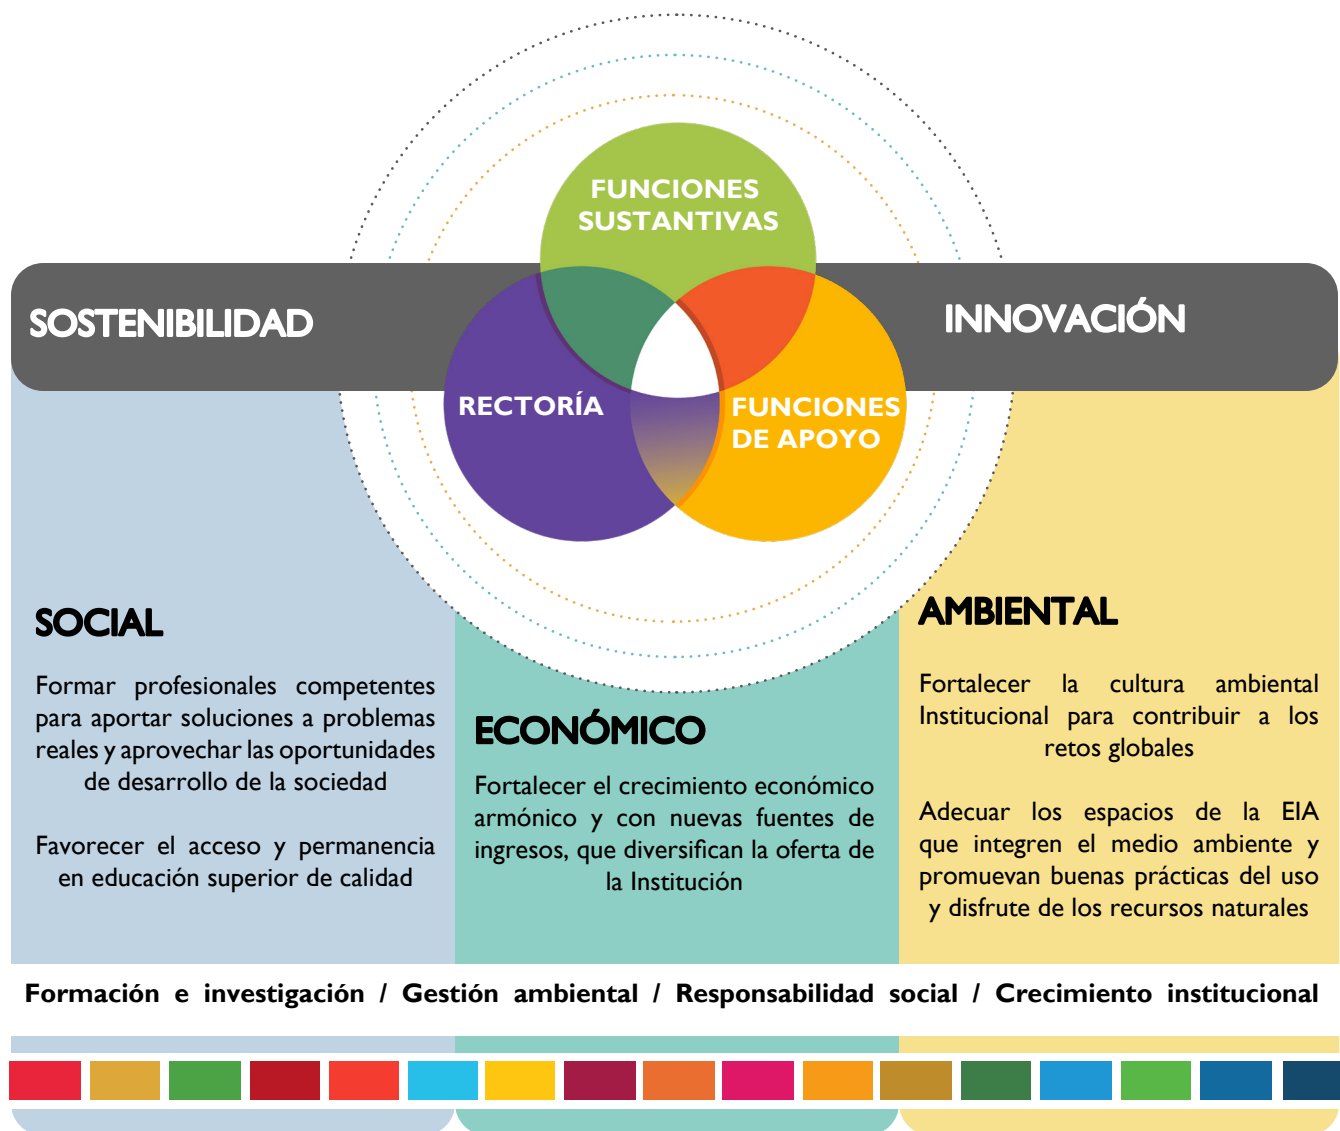 FUNCIONES
SUSTANTIVAS
SOSTENIBILIDAD
INNOVACIÓN
RECTORÍA
FUNCIONES
DE APOYO
SOCIAL
Formar profesionales competentes
para aportar soluciones a problemas
reales y aprovechar las oportunidades
de desarrollo de la sociedad
Favorecer el acceso y permanencia
en educación superior de calidad
ECONÓMICO
Fortalecer el crecimiento económico
armónico y con nuevas fuentes de
ingresos, que diversifican la oferta de
la Institución
AMBIENTAL
Fortalecer la cultura ambiental
Institucional para contribuir a los
retos globales
Adecuar los espacios de la EIA
que integren el medio ambiente y
promuevan buenas prácticas del uso
y disfrute de los recursos naturales
Formación e investigación / Gestión ambiental / Responsabilidad social / Crecimiento institucional